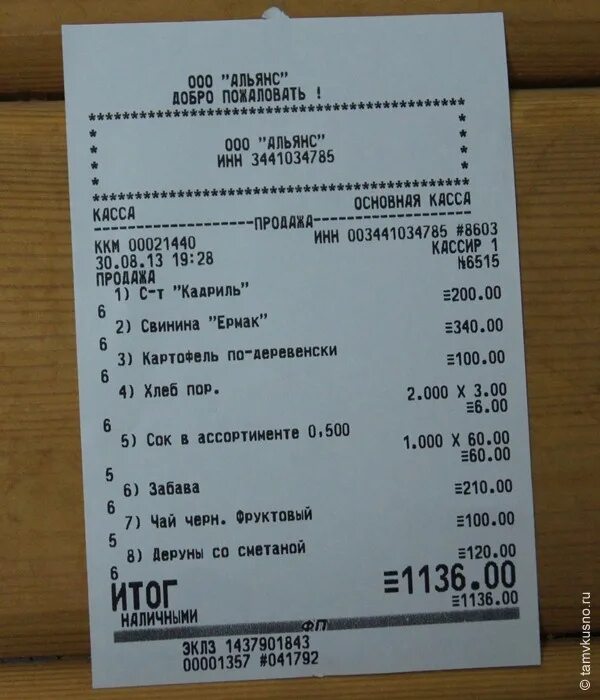 ООО "АЛЬЯНС"
ДОБРО ПОЖАЛОВАТЬ !
****************************************
* ООО "АЛЬЯНС" *
* ИНН 3441034785 *
****************************************
КАССА ОСНОВНАЯ КАССА
--------------------ПРОДАЖА--------------------
ККМ 00021440 ИНН 003441034785 #8603
30.08.13 19:28 КАССИР 1
ПРОДАЖА №6515
1) С-т "Кадриль" ≡200.00
6
2) Свинина "Ермак" ≡340.00
6
3) Картофель по-деревенски ≡100.00
6
4) Хлеб пор. 2.000 X 3.00
≡6.00
6
5) Сок в ассортименте 0,500 1.000 X 60.00
≡60.00
5
6) Забава ≡210.00
6
7) Чай черн. Фруктовый ≡100.00
5
8) Деруны со сметаной ≡120.00
6
ИТОГ ≡1136.00
НАЛИЧНЫМИ ≡1136.00
ФП
ЭКЛЗ 1437901843
00001357 #041792
© tamvkusno.ru